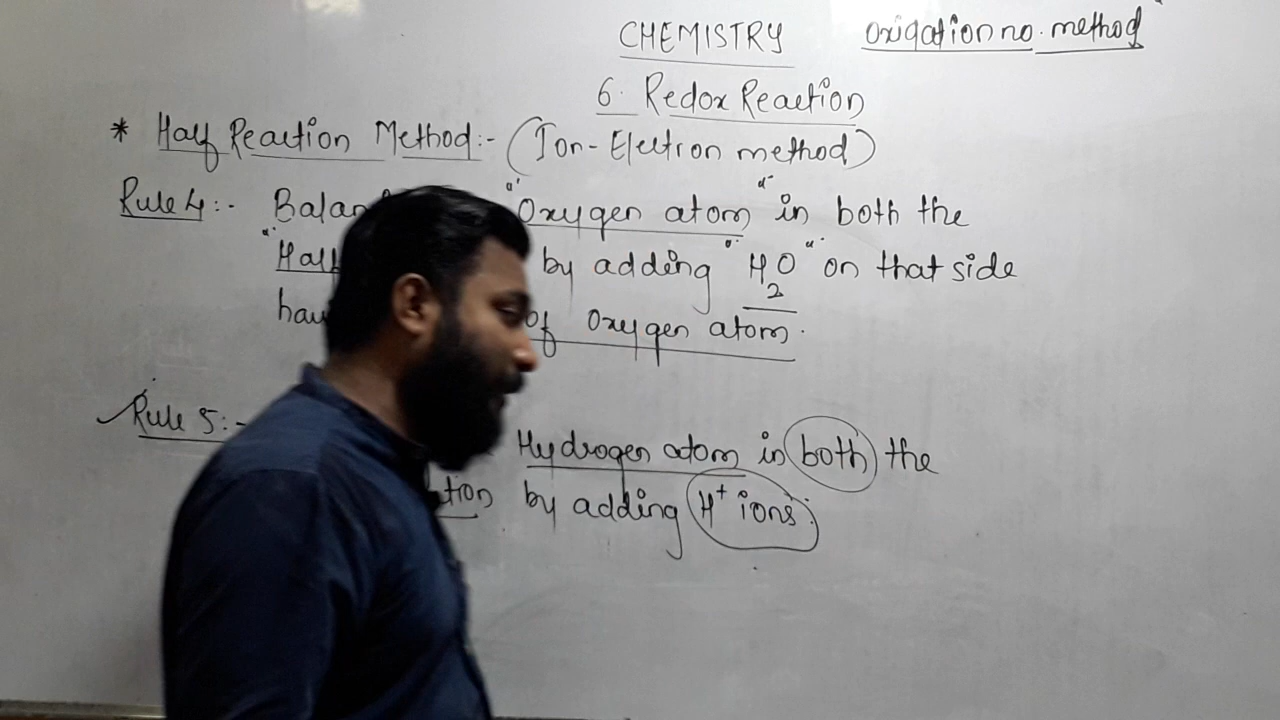 CHEMISTRY
Oxigation no. method
6. Redox Reaction
* Half Reaction Method:- (Ion-Electron method)
Rule 4:- Balan Oxygen atom in both the
"Half by adding "H2O" on that side
hav of Oxygen atom.
Rule 5:-
Hydrogen atom in both the
tion by adding H+ ions.